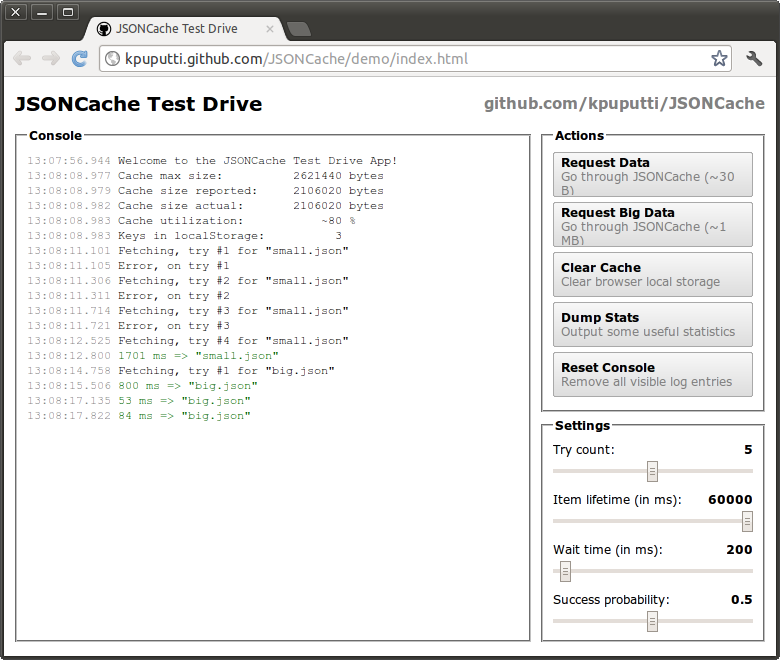 JSONCache Test Drive
kpuputti.github.com/JSONCache/demo/index.html
JSONCache Test Drive
github.com/kpuputti/JSONCache
Console
13:07:56.944 Welcome to the JSONCache Test Drive App!
13:08:08.977 Cache max size: 2621440 bytes
13:08:08.979 Cache size reported: 2106020 bytes
13:08:08.982 Cache size actual: 2106020 bytes
13:08:08.983 Cache utilization: ~80 %
13:08:08.983 Keys in localStorage: 3
13:08:11.101 Fetching, try #1 for "small.json"
13:08:11.105 Error, on try #1
13:08:11.306 Fetching, try #2 for "small.json"
13:08:11.311 Error, on try #2
13:08:11.714 Fetching, try #3 for "small.json"
13:08:11.721 Error, on try #3
13:08:12.525 Fetching, try #4 for "small.json"
13:08:12.800 1701 ms => "small.json"
13:08:14.758 Fetching, try #1 for "big.json"
13:08:15.506 800 ms => "big.json"
13:08:17.135 53 ms => "big.json"
13:08:17.822 84 ms => "big.json"
Actions
Request Data
Go through JSONCache (~30
B)
Request Big Data
Go through JSONCache (~1
MB)
Clear Cache
Clear browser local storage
Dump Stats
Output some useful statistics
Reset Console
Remove all visible log entries
Settings
Try count: 5
Item lifetime (in ms): 60000
Wait time (in ms): 200
Success probability: 0.5